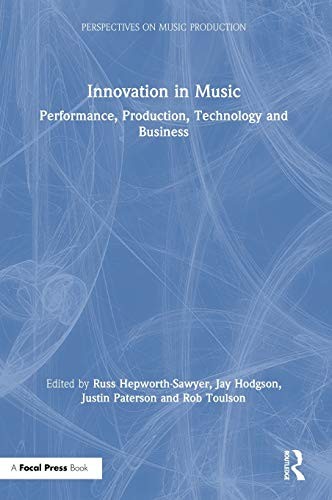 PERSPECTIVES ON MUSIC PRODUCTION
Innovation in Music
Performance, Production, Technology and
Business
Edited by Russ Hepworth-Sawyer, Jay Hodgson,
Justin Paterson and Rob Toulson
A Focal Press Book
ROUTLEDGE